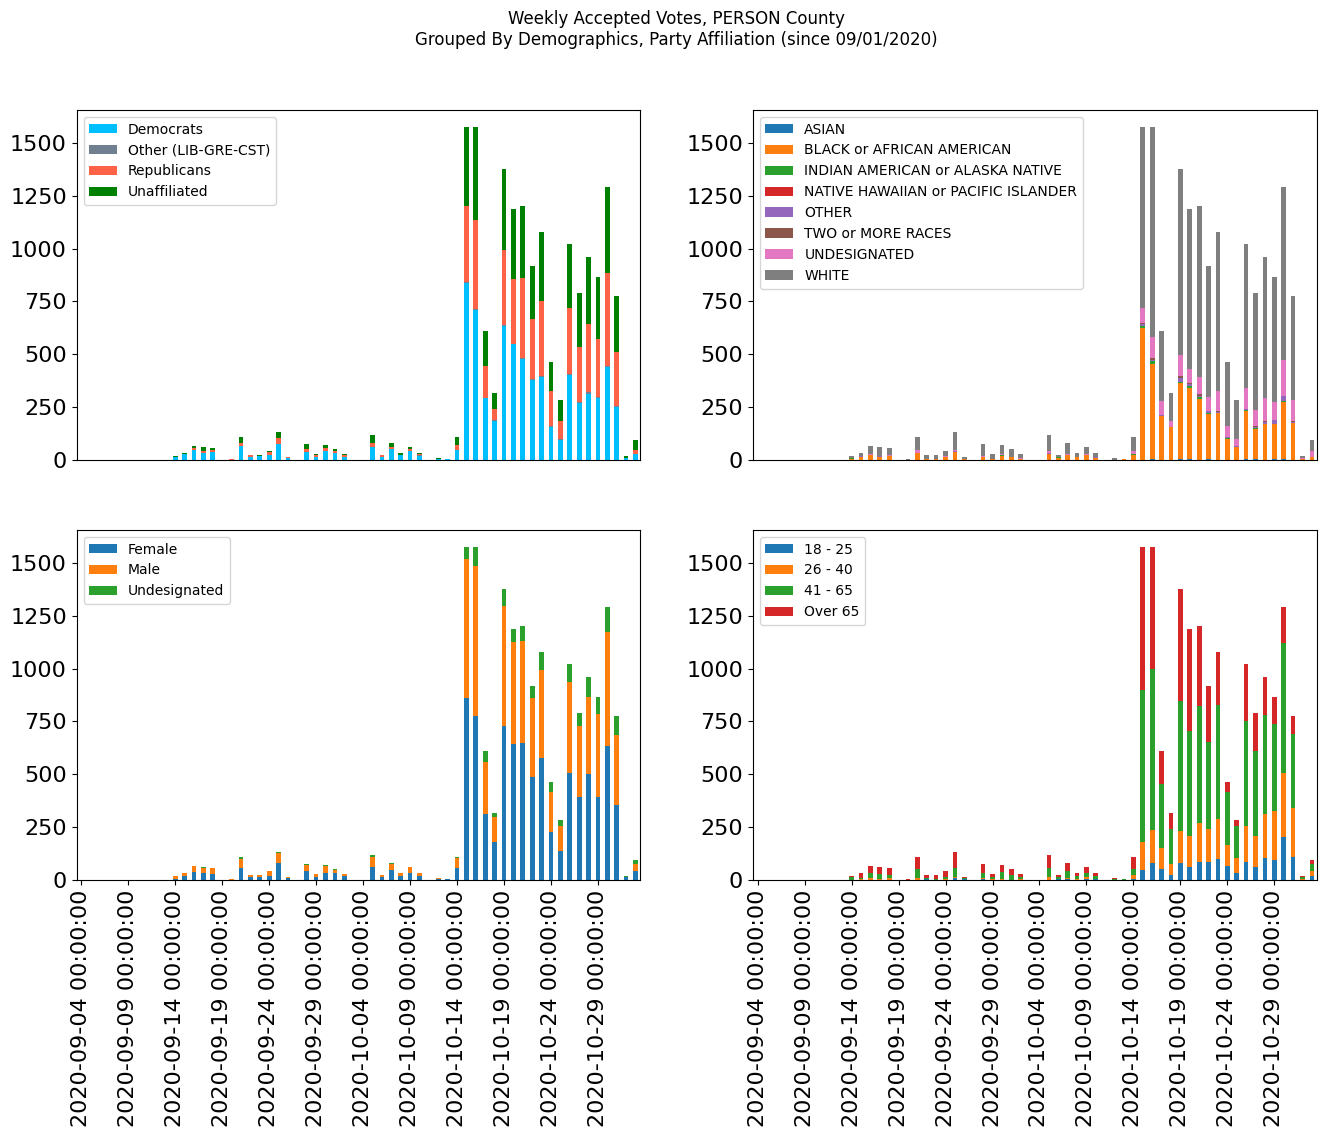 Weekly Accepted Votes, PERSON County
Grouped By Demographics, Party Affiliation (since 09/01/2020)
1500
1250
1000
750
500
250
0
Democrats
Other (LIB-GRE-CST)
Republicans
Unaffiliated
1500
1250
1000
750
500
250
0
ASIAN
BLACK or AFRICAN AMERICAN
INDIAN AMERICAN or ALASKA NATIVE
NATIVE HAWAIIAN or PACIFIC ISLANDER
OTHER
TWO or MORE RACES
UNDESIGNATED
WHITE
1500
1250
1000
750
500
250
0
Female
Male
Undesignated
2020-09-04 00:00:00
2020-09-09 00:00:00
2020-09-14 00:00:00
2020-09-19 00:00:00
2020-09-24 00:00:00
2020-09-29 00:00:00
2020-10-04 00:00:00
2020-10-09 00:00:00
2020-10-14 00:00:00
2020-10-19 00:00:00
2020-10-24 00:00:00
2020-10-29 00:00:00
1500
1250
1000
750
500
250
0
18 - 25
26 - 40
41 - 65
Over 65
2020-09-04 00:00:00
2020-09-09 00:00:00
2020-09-14 00:00:00
2020-09-19 00:00:00
2020-09-24 00:00:00
2020-09-29 00:00:00
2020-10-04 00:00:00
2020-10-09 00:00:00
2020-10-14 00:00:00
2020-10-19 00:00:00
2020-10-24 00:00:00
2020-10-29 00:00:00